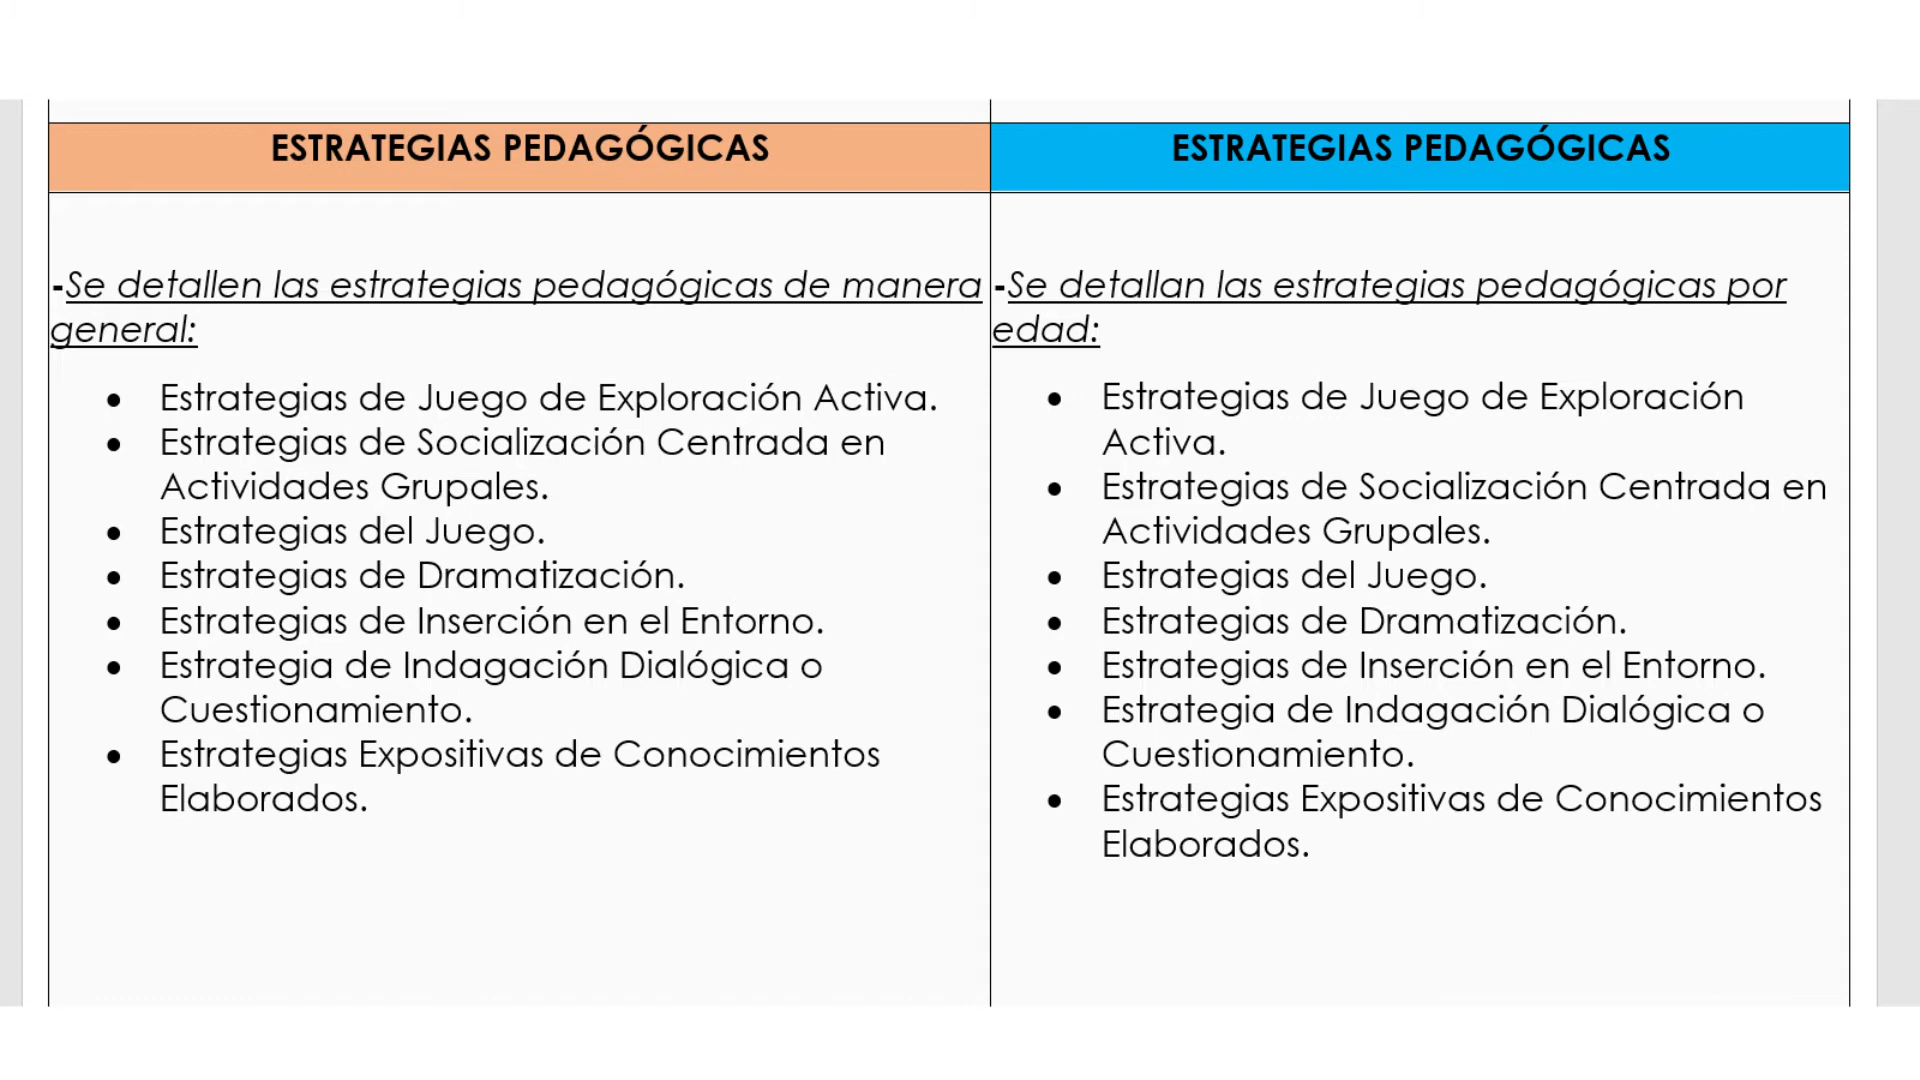 ESTRATEGIAS PEDAGÓGICAS
-Se detallen las estrategias pedagógicas de manera
general:
• Estrategias de Juego de Exploración Activa.
• Estrategias de Socialización Centrada en
Actividades Grupales.
• Estrategias del Juego.
• Estrategias de Dramatización.
• Estrategias de Inserción en el Entorno.
• Estrategia de Indagación Dialógica o
Cuestionamiento.
• Estrategias Expositivas de Conocimientos
Elaborados.
ESTRATEGIAS PEDAGÓGICAS
-Se detallan las estrategias pedagógicas por
edad:
• Estrategias de Juego de Exploración
Activa.
• Estrategias de Socialización Centrada en
Actividades Grupales.
• Estrategias del Juego.
• Estrategias de Dramatización.
• Estrategias de Inserción en el Entorno.
• Estrategia de Indagación Dialógica o
Cuestionamiento.
• Estrategias Expositivas de Conocimientos
Elaborados.